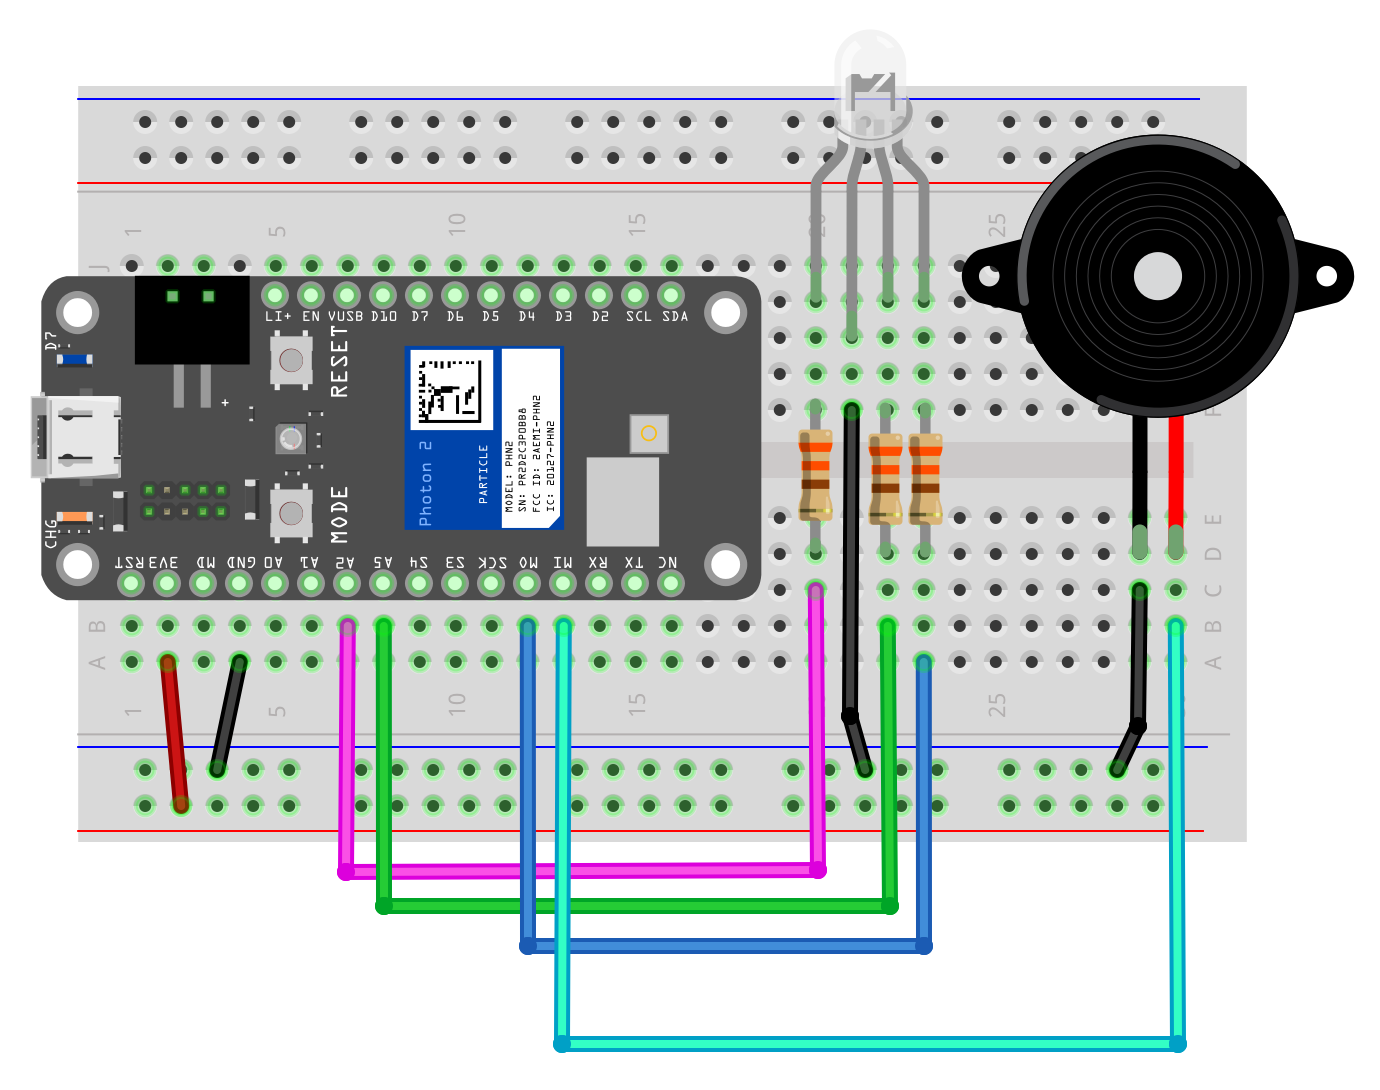 1 5 10 15 20 25
J
LI+ EN VUSB D10 D7 D6 D5 D4 D3 D2 SCL SDA
D7
RESET
+
F
Photon 2
PARTICLE
MODEL: PHN2
SN: PR2D2C3POBB8
FCC ID: 2AEMI-PHN2
IC: 20127-PHN2
MODE
CHG
E
D
RST 3V3 MD GND A0 A1 A2 A5 S4 S3 SCK MO MI RX TX NC
C
B B
A A
1 5 10 15 25